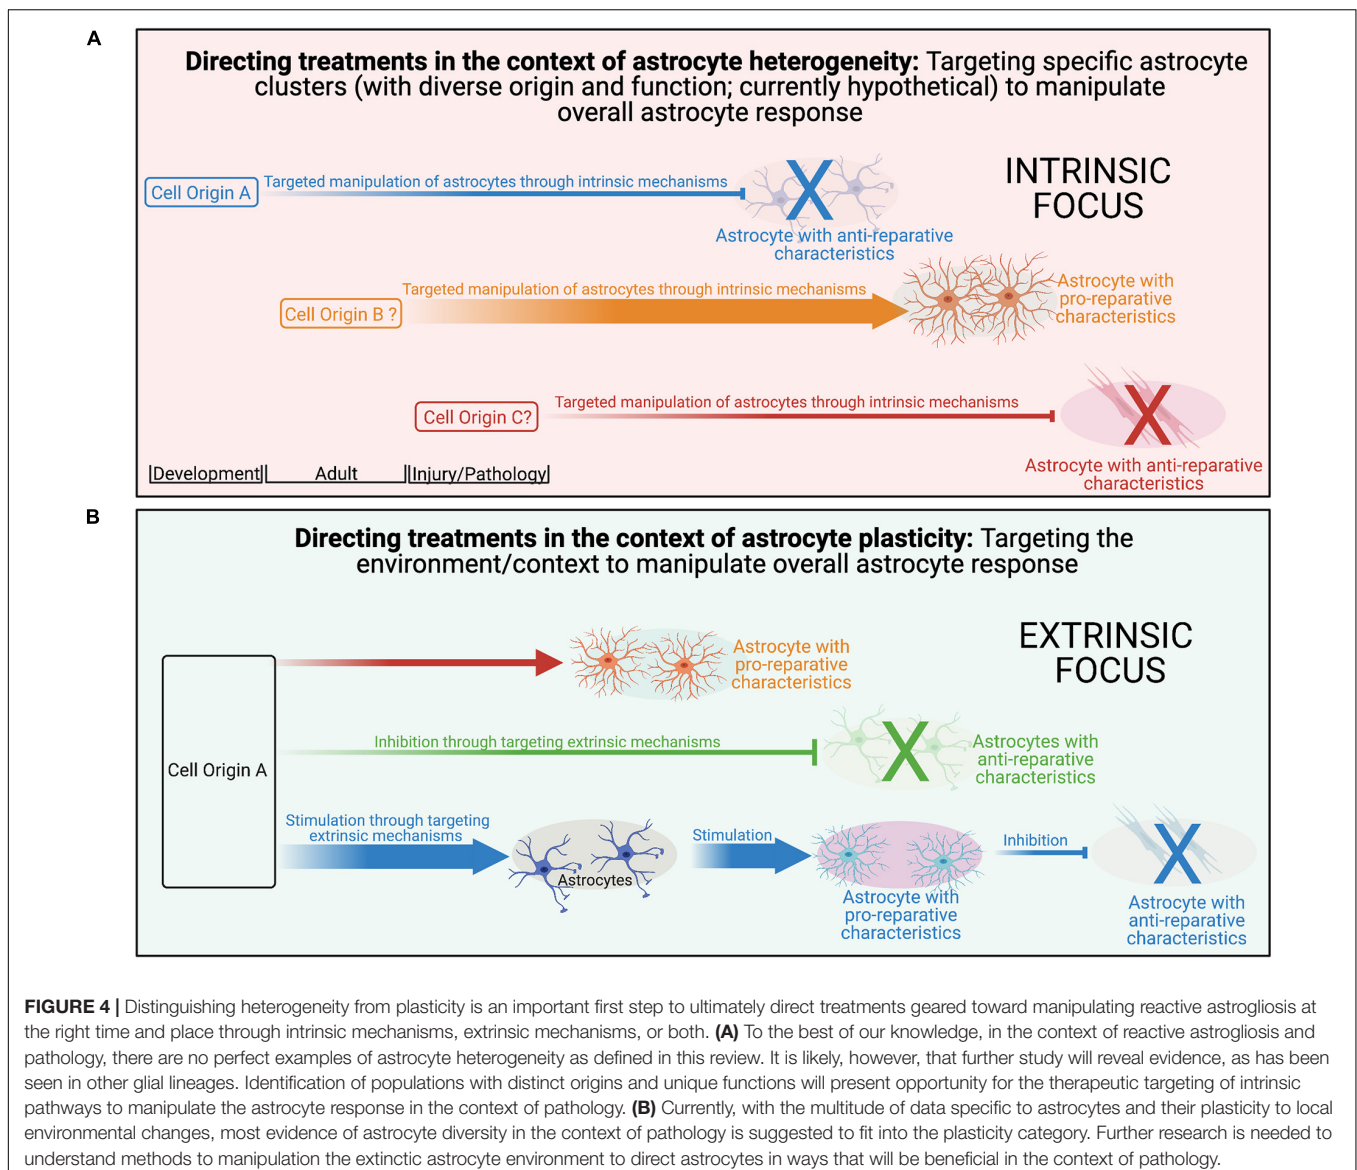 A
Directing treatments in the context of astrocyte heterogeneity: Targeting specific astrocyte
clusters (with diverse origin and function; currently hypothetical) to manipulate
overall astrocyte response
INTRINSIC
FOCUS
Cell Origin A
Targeted manipulation of astrocytes through intrinsic mechanisms
X
Astrocyte with anti-reparative
characteristics
Cell Origin B ?
Targeted manipulation of astrocytes through intrinsic mechanisms
Astrocyte with
pro-reparative
characteristics
Cell Origin C?
Targeted manipulation of astrocytes through intrinsic mechanisms
X
Astrocyte with anti-reparative
characteristics
Development
Adult
Injury/Pathology
B
Directing treatments in the context of astrocyte plasticity: Targeting the
environment/context to manipulate overall astrocyte response
EXTRINSIC
FOCUS
Cell Origin A
Astrocyte with
pro-reparative
characteristics
Inhibition through targeting extrinsic mechanisms
X
Astrocytes with
anti-reparative
characteristics
Stimulation through targeting
extrinsic mechanisms
Astrocytes
Stimulation
Astrocyte with
pro-reparative
characteristics
Inhibition
X
Astrocyte with
anti-reparative
characteristics
FIGURE 4 | Distinguishing heterogeneity from plasticity is an important first step to ultimately direct treatments geared toward manipulating reactive astrogliosis at
the right time and place through intrinsic mechanisms, extrinsic mechanisms, or both. (A) To the best of our knowledge, in the context of reactive astrogliosis and
pathology, there are no perfect examples of astrocyte heterogeneity as defined in this review. It is likely, however, that further study will reveal evidence, as has been
seen in other glial lineages. Identification of populations with distinct origins and unique functions will present opportunity for the therapeutic targeting of intrinsic
pathways to manipulate the astrocyte response in the context of pathology. (B) Currently, with the multitude of data specific to astrocytes and their plasticity to local
environmental changes, most evidence of astrocyte diversity in the context of pathology is suggested to fit into the plasticity category. Further research is needed to
understand methods to manipulation the extinctic astrocyte environment to direct astrocytes in ways that will be beneficial in the context of pathology.